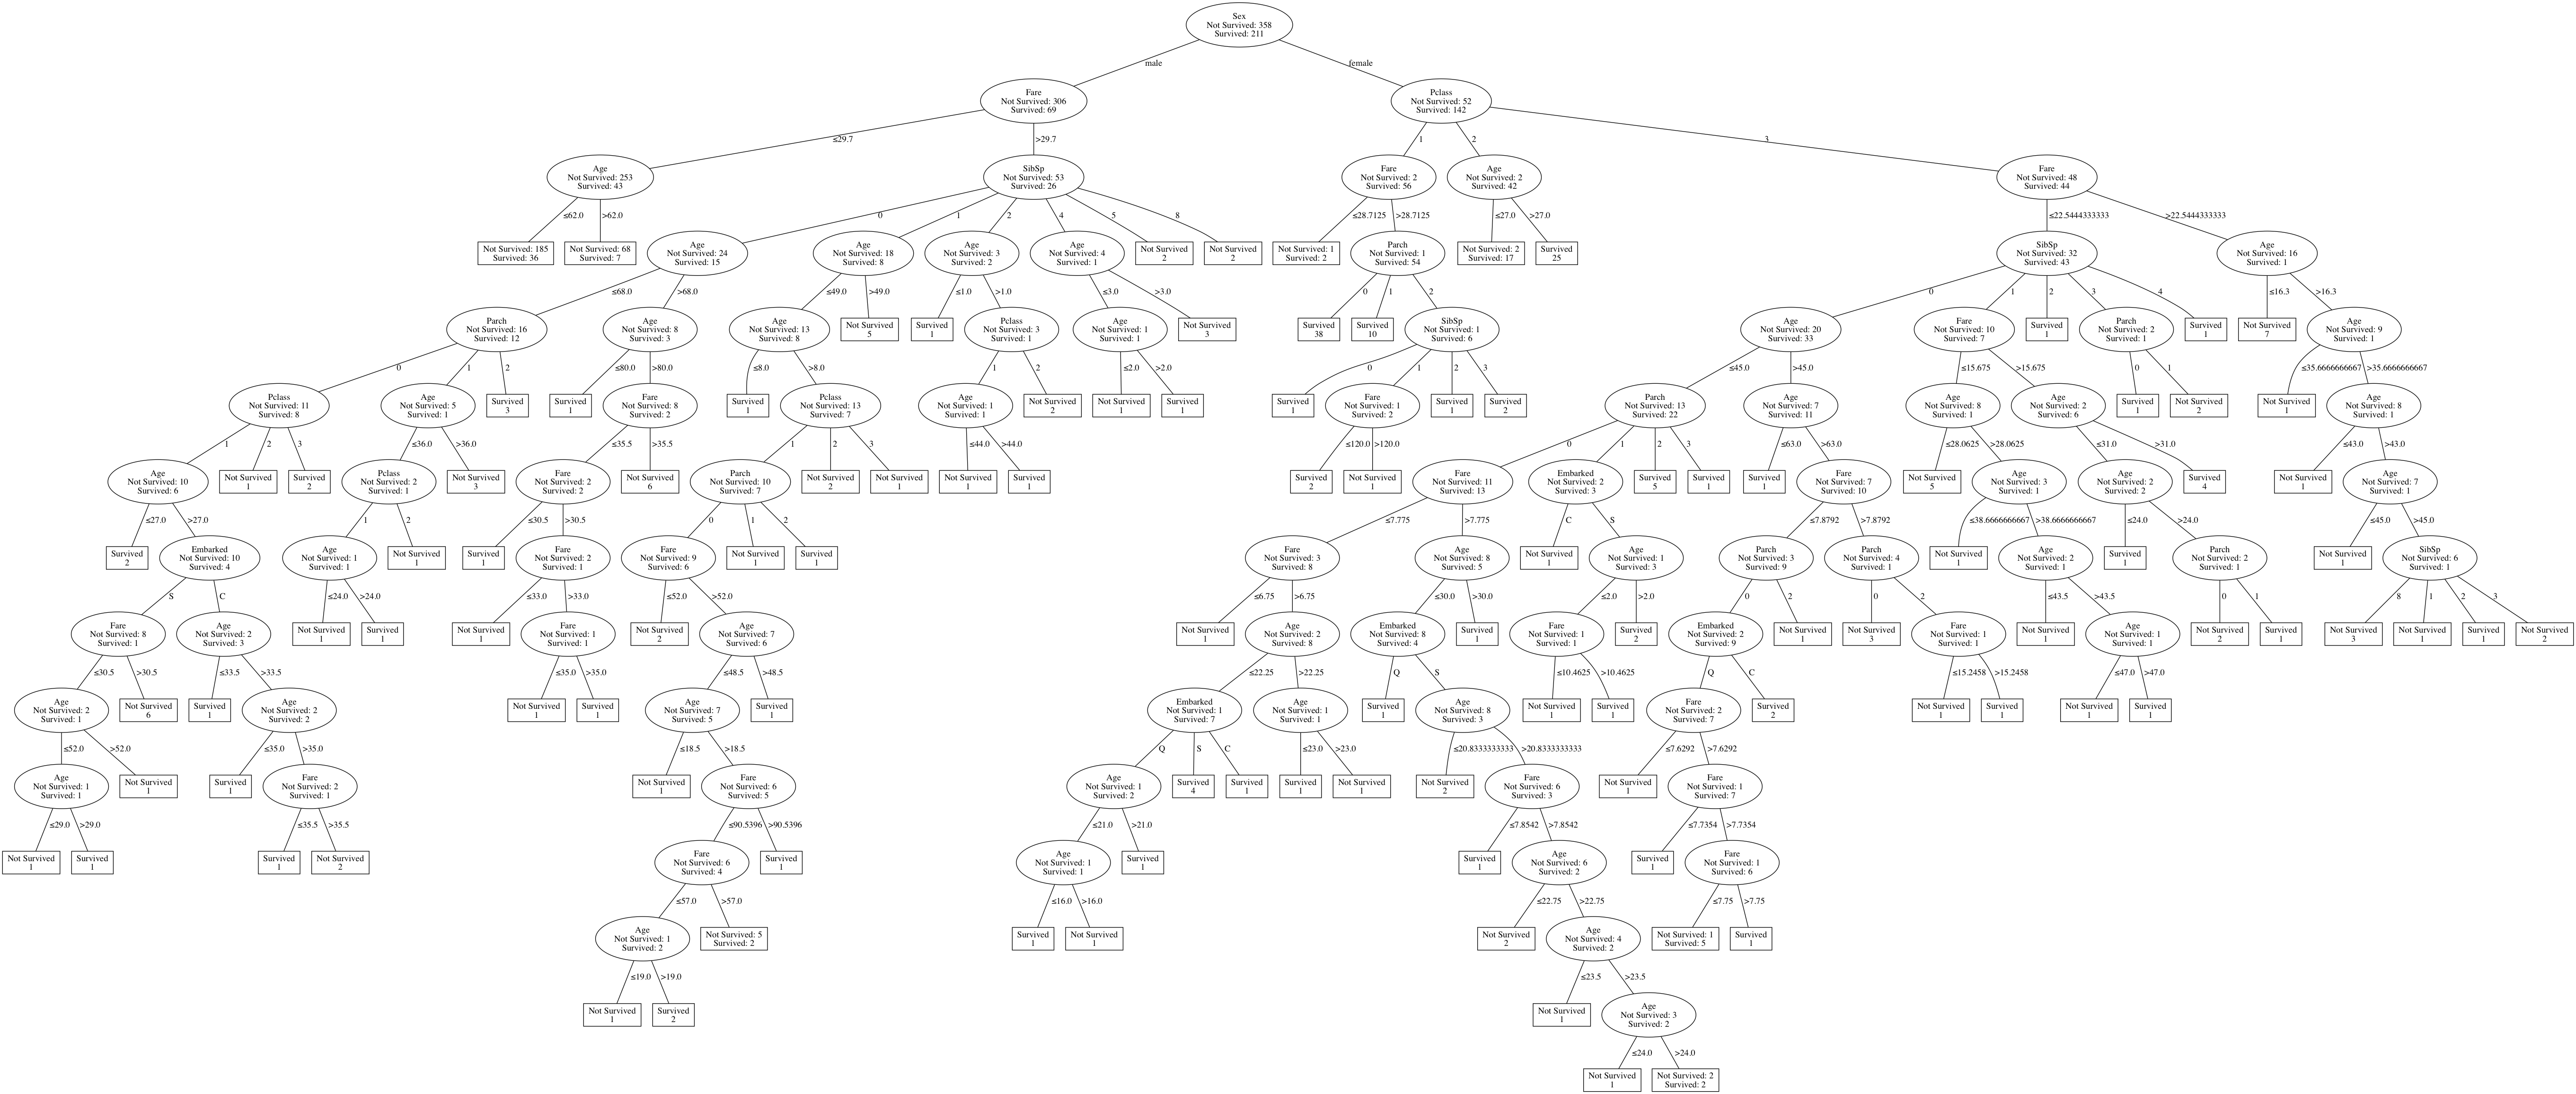 Sex
Not Survived: 358
Survived: 211
male
female
Fare
Not Survived: 306
Survived: 69
Pclass
Not Survived: 52
Survived: 142
≤29.7
>29.7
1
2
3
Age
Not Survived: 253
Survived: 43
SibSp
Not Survived: 53
Survived: 26
Fare
Not Survived: 2
Survived: 56
Age
Not Survived: 2
Survived: 42
Fare
Not Survived: 48
Survived: 44
≤62.0
>62.0
0
1
2
4
5
8
≤28.7125
>28.7125
≤27.0
>27.0
≤22.5444333333
>22.5444333333
Not Survived: 185
Survived: 36
Not Survived: 68
Survived: 7
Age
Not Survived: 24
Survived: 15
Age
Not Survived: 18
Survived: 8
Age
Not Survived: 3
Survived: 2
Age
Not Survived: 4
Survived: 1
Not Survived
2
Not Survived
2
Not Survived: 1
Survived: 2
Parch
Not Survived: 1
Survived: 54
Not Survived: 2
Survived: 17
Survived
25
SibSp
Not Survived: 32
Survived: 43
Age
Not Survived: 16
Survived: 1
≤68.0
>68.0
≤49.0
>49.0
≤1.0
>1.0
≤3.0
>3.0
0
1
2
0
1
2
3
4
≤16.3
>16.3
Parch
Not Survived: 16
Survived: 12
Age
Not Survived: 8
Survived: 3
Age
Not Survived: 13
Survived: 8
Not Survived
5
Survived
1
Pclass
Not Survived: 3
Survived: 1
Age
Not Survived: 1
Survived: 1
Not Survived
3
Survived
38
Survived
10
SibSp
Not Survived: 1
Survived: 6
Age
Not Survived: 20
Survived: 33
Fare
Not Survived: 10
Survived: 7
Survived
1
Parch
Not Survived: 2
Survived: 1
Survived
1
Not Survived
7
Age
Not Survived: 9
Survived: 1
0
1
2
≤80.0
>80.0
≤8.0
>8.0
1
2
≤2.0
>2.0
0
1
2
3
≤45.0
>45.0
≤15.675
>15.675
0
1
≤35.6666666667
>35.6666666667
Pclass
Not Survived: 11
Survived: 8
Age
Not Survived: 5
Survived: 1
Survived
3
Survived
1
Fare
Not Survived: 8
Survived: 2
Survived
1
Pclass
Not Survived: 13
Survived: 7
Age
Not Survived: 1
Survived: 1
Not Survived
2
Not Survived
1
Survived
1
Survived
1
Fare
Not Survived: 1
Survived: 2
Survived
1
Survived
2
Parch
Not Survived: 13
Survived: 22
Age
Not Survived: 7
Survived: 11
Age
Not Survived: 8
Survived: 1
Age
Not Survived: 2
Survived: 6
Survived
1
Not Survived
2
Not Survived
1
Age
Not Survived: 8
Survived: 1
1
2
3
≤36.0
>36.0
≤35.5
>35.5
1
2
3
≤44.0
>44.0
≤120.0
>120.0
0
1
2
3
≤63.0
>63.0
≤28.0625
>28.0625
≤31.0
>31.0
≤43.0
>43.0
Age
Not Survived: 10
Survived: 6
Not Survived
1
Survived
2
Pclass
Not Survived: 2
Survived: 1
Not Survived
3
Fare
Not Survived: 2
Survived: 2
Not Survived
6
Parch
Not Survived: 10
Survived: 7
Not Survived
2
Not Survived
1
Not Survived
1
Survived
1
Survived
2
Not Survived
1
Fare
Not Survived: 11
Survived: 13
Embarked
Not Survived: 2
Survived: 3
Survived
5
Survived
1
Survived
1
Fare
Not Survived: 7
Survived: 10
Not Survived
5
Age
Not Survived: 3
Survived: 1
Age
Not Survived: 2
Survived: 2
Survived
4
Not Survived
1
Age
Not Survived: 7
Survived: 1
≤27.0
>27.0
1
2
≤30.5
>30.5
0
1
2
≤7.775
>7.775
C
S
≤7.8792
>7.8792
≤38.6666666667
>38.6666666667
≤24.0
>24.0
≤45.0
>45.0
Survived
2
Embarked
Not Survived: 10
Survived: 4
Age
Not Survived: 1
Survived: 1
Not Survived
1
Survived
1
Fare
Not Survived: 2
Survived: 1
Fare
Not Survived: 9
Survived: 6
Not Survived
1
Survived
1
Fare
Not Survived: 3
Survived: 8
Age
Not Survived: 8
Survived: 5
Not Survived
1
Age
Not Survived: 1
Survived: 3
Parch
Not Survived: 3
Survived: 9
Parch
Not Survived: 4
Survived: 1
Not Survived
1
Age
Not Survived: 2
Survived: 1
Survived
1
Parch
Not Survived: 2
Survived: 1
Not Survived
1
SibSp
Not Survived: 6
Survived: 1
S
C
≤24.0
>24.0
≤33.0
>33.0
≤52.0
>52.0
≤6.75
>6.75
≤30.0
>30.0
≤2.0
>2.0
0
2
0
2
≤43.5
>43.5
0
1
8
1
2
3
Fare
Not Survived: 8
Survived: 1
Age
Not Survived: 2
Survived: 3
Not Survived
1
Survived
1
Not Survived
1
Fare
Not Survived: 1
Survived: 1
Not Survived
2
Age
Not Survived: 7
Survived: 6
Not Survived
1
Age
Not Survived: 2
Survived: 8
Embarked
Not Survived: 8
Survived: 4
Survived
1
Fare
Not Survived: 1
Survived: 1
Survived
2
Embarked
Not Survived: 2
Survived: 9
Not Survived
1
Not Survived
3
Fare
Not Survived: 1
Survived: 1
Not Survived
1
Age
Not Survived: 1
Survived: 1
Not Survived
2
Survived
1
Not Survived
3
Not Survived
1
Survived
1
Not Survived
2
≤30.5
>30.5
≤33.5
>33.5
≤35.0
>35.0
≤48.5
>48.5
≤22.25
>22.25
Q
S
≤10.4625
>10.4625
Q
C
≤15.2458
>15.2458
≤47.0
>47.0
Age
Not Survived: 2
Survived: 1
Not Survived
6
Survived
1
Age
Not Survived: 2
Survived: 2
Not Survived
1
Survived
1
Age
Not Survived: 7
Survived: 5
Survived
1
Embarked
Not Survived: 1
Survived: 7
Age
Not Survived: 1
Survived: 1
Survived
1
Age
Not Survived: 8
Survived: 3
Not Survived
1
Survived
1
Fare
Not Survived: 2
Survived: 7
Survived
2
Not Survived
1
Survived
1
Not Survived
1
Survived
1
≤52.0
>52.0
≤35.0
>35.0
≤18.5
>18.5
Q
S
C
≤23.0
>23.0
≤20.8333333333
>20.8333333333
≤7.6292
>7.6292
Age
Not Survived: 1
Survived: 1
Not Survived
1
Survived
1
Fare
Not Survived: 2
Survived: 1
Not Survived
1
Fare
Not Survived: 6
Survived: 5
Age
Not Survived: 1
Survived: 2
Survived
4
Survived
1
Survived
1
Not Survived
1
Not Survived
2
Fare
Not Survived: 6
Survived: 3
Not Survived
1
Fare
Not Survived: 1
Survived: 7
≤29.0
>29.0
≤35.5
>35.5
≤90.5396
>90.5396
≤21.0
>21.0
≤7.8542
>7.8542
≤7.7354
>7.7354
Not Survived
1
Survived
1
Survived
1
Not Survived
2
Fare
Not Survived: 6
Survived: 4
Survived
1
Age
Not Survived: 1
Survived: 1
Survived
1
Survived
1
Age
Not Survived: 6
Survived: 2
Survived
1
Fare
Not Survived: 1
Survived: 6
≤57.0
>57.0
≤16.0
>16.0
≤22.75
>22.75
≤7.75
>7.75
Age
Not Survived: 1
Survived: 2
Not Survived: 5
Survived: 2
Survived
1
Not Survived
1
Not Survived
2
Age
Not Survived: 4
Survived: 2
Not Survived: 1
Survived: 5
Survived
1
≤19.0
>19.0
≤23.5
>23.5
Not Survived
1
Survived
2
Not Survived
1
Age
Not Survived: 3
Survived: 2
≤24.0
>24.0
Not Survived
1
Not Survived: 2
Survived: 2